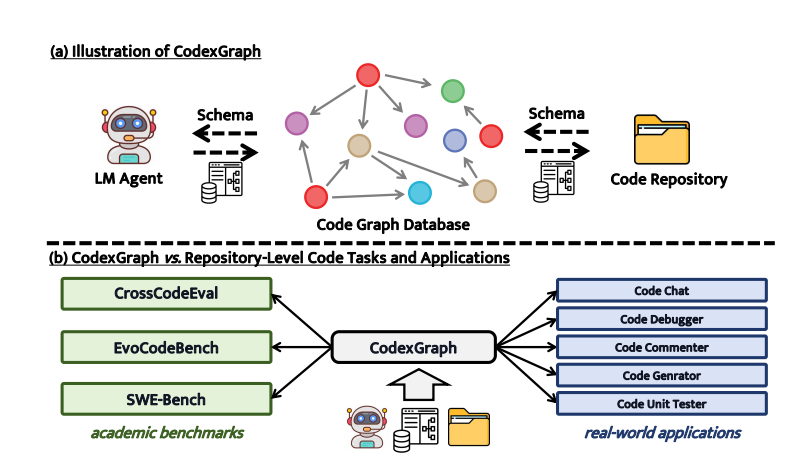 (a) Illustration of CodexGraph
Schema
LM Agent
Code Graph Database
Schema
Code Repository
(b) CodexGraph vs. Repository-Level Code Tasks and Applications
CrossCodeEval
EvoCodeBench
SWE-Bench
academic benchmarks
CodexGraph
Code Chat
Code Debugger
Code Commenter
Code Genrator
Code Unit Tester
real-world applications